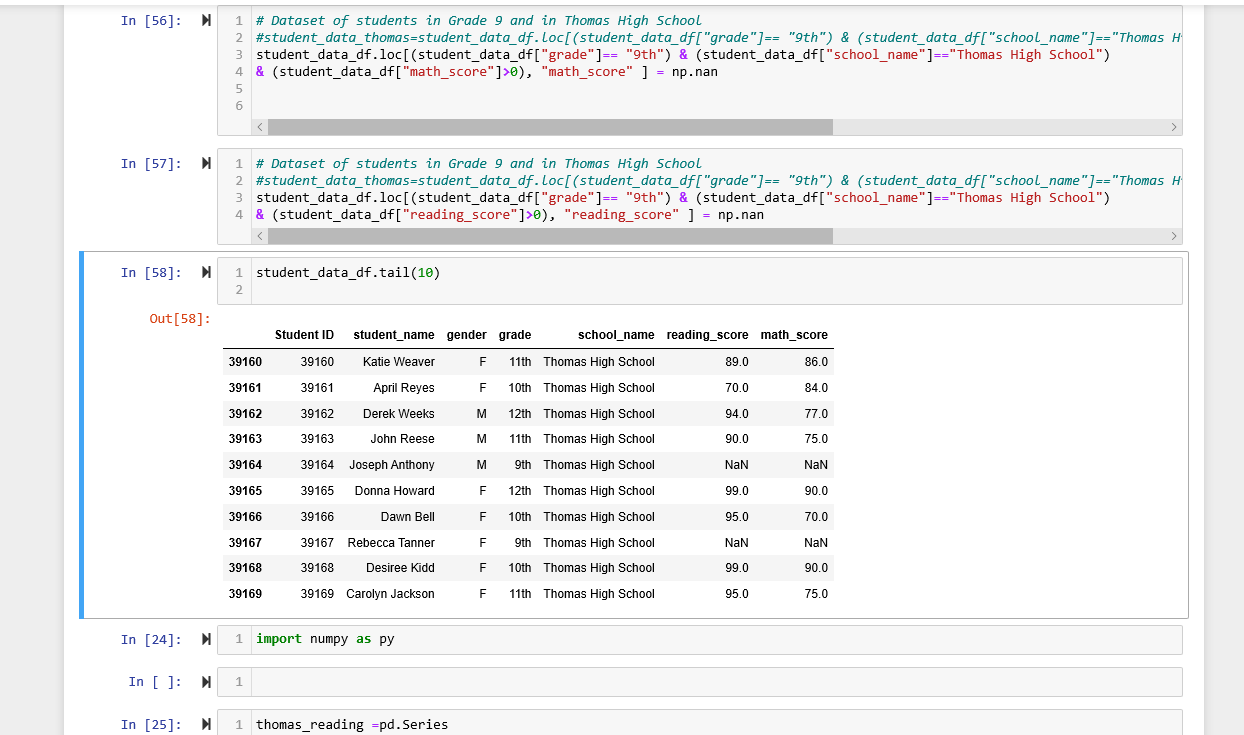 In [56]:
1 # Dataset of students in Grade 9 and in Thomas High School
2 #student_data_thomas=student_data_df.loc[(student_data_df["grade"]== "9th") & (student_data_df["school_name"]=="Thomas H
3 student_data_df.loc[(student_data_df["grade"]== "9th") & (student_data_df["school_name"]=="Thomas High School")
4 & (student_data_df["math_score"]>0), "math_score" ] = np.nan
5
6
In [57]:
1 # Dataset of students in Grade 9 and in Thomas High School
2 #student_data_thomas=student_data_df.loc[(student_data_df["grade"]== "9th") & (student_data_df["school_name"]=="Thomas H
3 student_data_df.loc[(student_data_df["grade"]== "9th") & (student_data_df["school_name"]=="Thomas High School")
4 & (student_data_df["reading_score"]>0), "reading_score" ] = np.nan
In [58]:
1 student_data_df.tail(10)
2
Out[58]:
Student ID student_name gender grade school_name reading_score math_score
39160 39160 Katie Weaver F 11th Thomas High School 89.0 86.0
39161 39161 April Reyes F 10th Thomas High School 70.0 84.0
39162 39162 Derek Weeks M 12th Thomas High School 94.0 77.0
39163 39163 John Reese M 11th Thomas High School 90.0 75.0
39164 39164 Joseph Anthony M 9th Thomas High School NaN NaN
39165 39165 Donna Howard F 12th Thomas High School 99.0 90.0
39166 39166 Dawn Bell F 10th Thomas High School 95.0 70.0
39167 39167 Rebecca Tanner F 9th Thomas High School NaN NaN
39168 39168 Desiree Kidd F 10th Thomas High School 99.0 90.0
39169 39169 Carolyn Jackson F 11th Thomas High School 95.0 75.0
In [24]: 1 import numpy as py
In [ ]: 1
In [25]: 1 thomas_reading =pd.Series